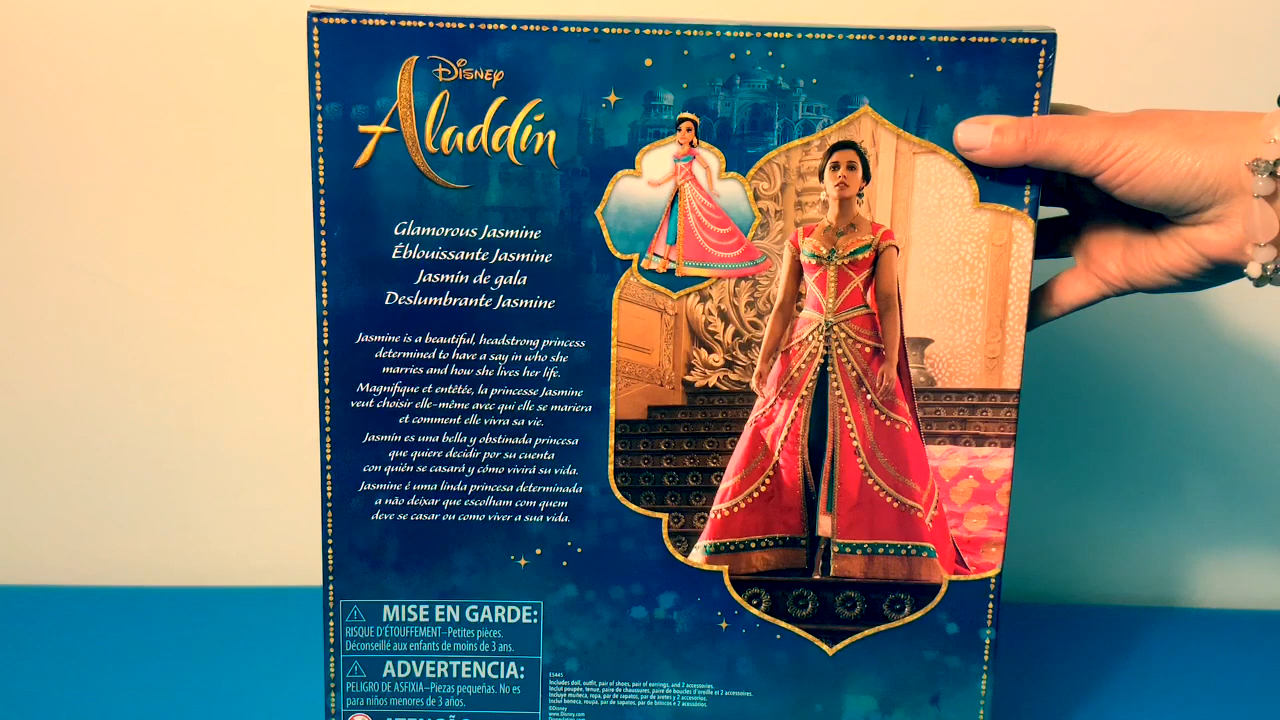 Disney
Aladdin
Glamorous Jasmine
Éblouissante Jasmine
Jasmín de gala
Deslumbrante Jasmine
Jasmine is a beautiful, headstrong princess
determined to have a say in who she
marries and how she lives her life.
Magnifique et entêtée, la princesse Jasmine
veut choisir elle-même avec qui elle se mariera
et comment elle vivra sa vie.
Jasmín es una bella y obstinada princesa
que quiere decidir por su cuenta
con quién se casará y cómo vivirá su vida.
Jasmine é uma linda princesa determinada
a não deixar que escolham com quem
deve se casar ou como viver a sua vida.
MISE EN GARDE:
RISQUE D'ÉTOUFFEMENT–Petites pièces.
Déconseillé aux enfants de moins de 3 ans.
ADVERTENCIA:
PELIGRO DE ASFIXIA–Piezas pequeñas. No es
para niños menores de 3 años.
ATENÇÃO
E5445
Includes doll, outfit, pair of shoes, pair of earrings, and 2 accessories.
Inclut poupée, tenue, paire de chaussures, paire de boucles d'oreille et 2 accessoires.
Incluye muñeca, ropa, par de zapatos, par de aretes y 2 accesorios.
Inclui boneca, roupa, par de sapatos, par de brincos e 2 acessórios.
©Disney
www.Disney.com